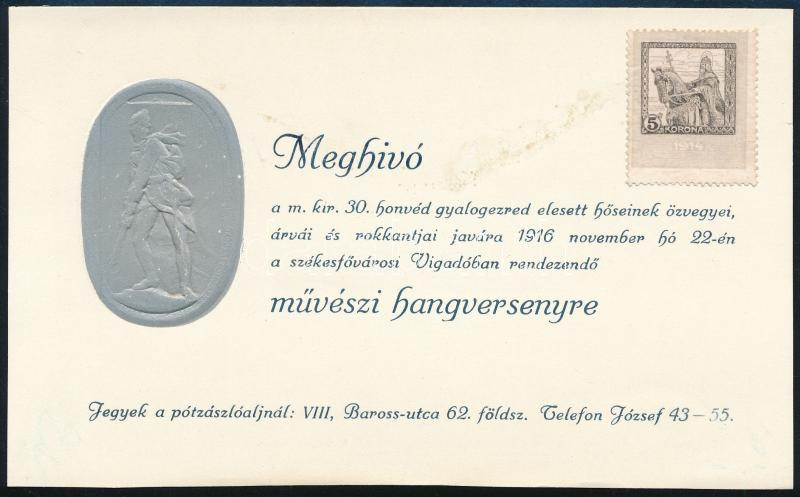 5
KORONA
1914
Meghivó
a m. kir. 30. honvéd gyalogezred elesett hőseinek özvegyei,
árvái és rokkantjai javára 1916 november hó 22-én
a székesfővárosi Vigadóban rendezendő
művészi hangversenyre
Jegyek a pótzászlóaljnál: VIII, Baross-utca 62. földsz. Telefon József 43–55.